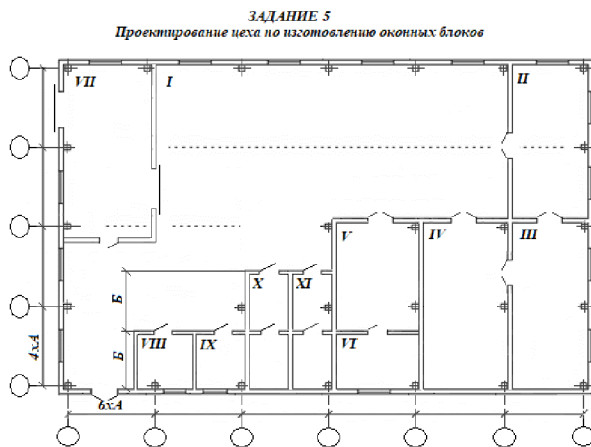 ЗАДАНИЕ 5
Проектирование цеха по изготовлению оконных блоков
VII
I
II
V
IV
III
X
XI
Б
Б
VIII
IX
VI
4хА
6хА